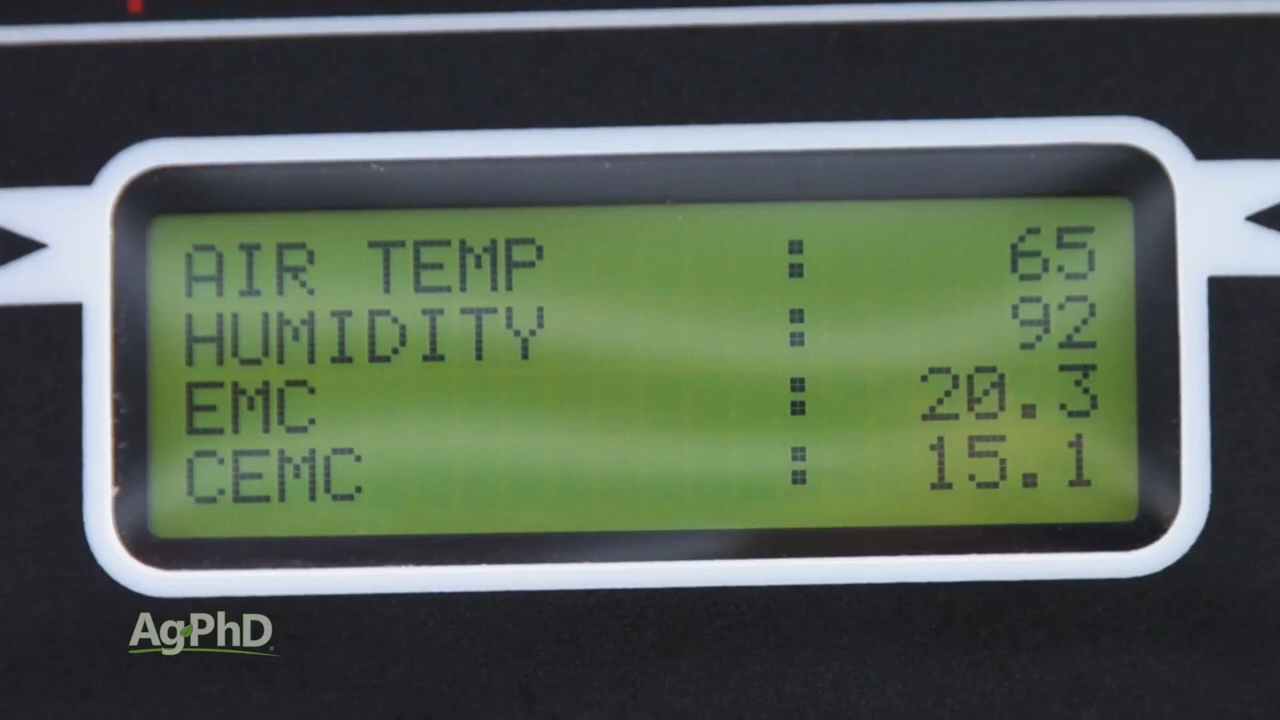 AIR TEMP : 65
HUMIDITY : 92
EMC : 20.3
CEMC : 15.1
AgPhD